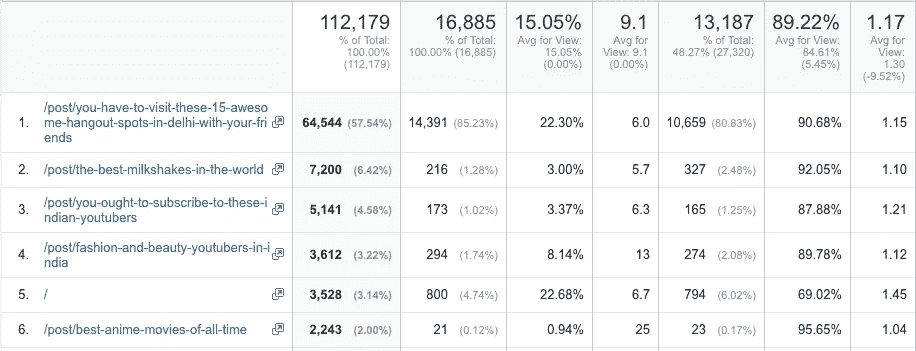 112,179 16,885 15.05% 9.1 13,187 89.22% 1.17
% of Total: % of Total: Avg for View: Avg for % of Total: Avg for View: Avg for
100.00% 100.00% (16,885) 15.05% View: 9.1 48.27% (27,320) 84.61% View:
(112,179) (0.00%) (0.00%) (5.45%) 1.30
(-9.52%)
1. /post/you-have-to-visit-these-15-aweso
me-hangout-spots-in-delhi-with-your-fri 64,544 (57.54%) 14,391 (85.23%) 22.30% 6.0 10,659 (80.83%) 90.68% 1.15
ends
2. /post/the-best-milkshakes-in-the-world 7,200 (6.42%) 216 (1.28%) 3.00% 5.7 327 (2.48%) 92.05% 1.10
3. /post/you-ought-to-subscribe-to-these-i 5,141 (4.58%) 173 (1.02%) 3.37% 6.3 165 (1.25%) 87.88% 1.21
ndian-youtubers
4. /post/fashion-and-beauty-youtubers-in-i 3,612 (3.22%) 294 (1.74%) 8.14% 13 274 (2.08%) 89.78% 1.12
ndia
5. / 3,528 (3.14%) 800 (4.74%) 22.68% 6.7 794 (6.02%) 69.02% 1.45
6. /post/best-anime-movies-of-all-time 2,243 (2.00%) 21 (0.12%) 0.94% 25 23 (0.17%) 95.65% 1.04